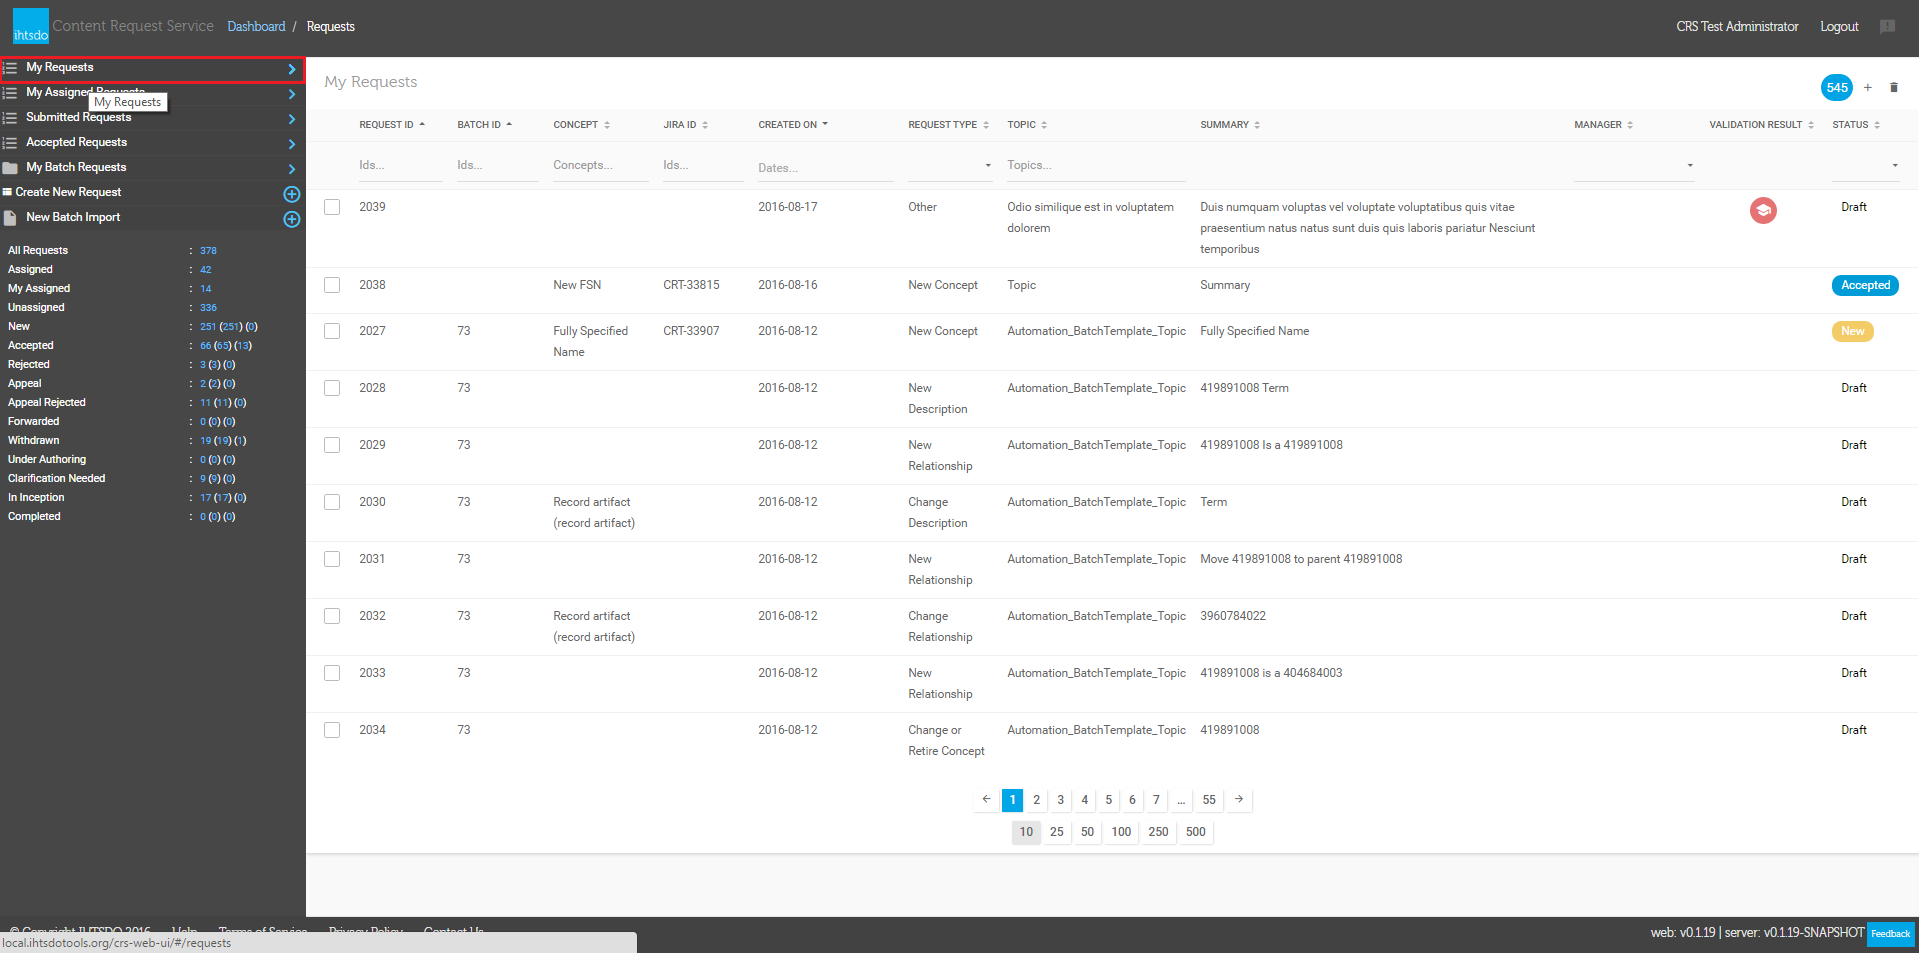 ihtsdo Content Request Service Dashboard / Requests CRS Test Administrator Logout
My Requests
My Assigned Requests
My Requests
Submitted Requests
Accepted Requests
My Batch Requests
Create New Request
New Batch Import
All Requests : 378
Assigned : 42
My Assigned : 14
Unassigned : 336
New : 251 (251) (0)
Accepted : 66 (65) (13)
Rejected : 3 (3) (0)
Appeal : 2 (2) (0)
Appeal Rejected : 11 (11) (0)
Forwarded : 0 (0) (0)
Withdrawn : 19 (19) (1)
Under Authoring : 0 (0) (0)
Clarification Needed : 9 (9) (0)
In Inception : 17 (17) (0)
Completed : 0 (0) (0)
My Requests 545 +
REQUEST ID BATCH ID CONCEPT JIRA ID CREATED ON REQUEST TYPE TOPIC SUMMARY MANAGER VALIDATION RESULT STATUS
Ids... Ids... Concepts... Ids... Dates... Topics...
2039 2016-08-17 Other Odio similique est in voluptatem Duis numquam voluptas vel voluptate voluptatibus quis vitae Draft
dolorem praesentium natus natus sunt duis quis laboris pariatur Nesciunt
temporibus
2038 New FSN CRT-33815 2016-08-16 New Concept Topic Summary Accepted
2027 73 Fully Specified CRT-33907 2016-08-12 New Concept Automation_BatchTemplate_Topic Fully Specified Name New
Name
2028 73 2016-08-12 New Automation_BatchTemplate_Topic 419891008 Term Draft
Description
2029 73 2016-08-12 New Automation_BatchTemplate_Topic 419891008 Is a 419891008 Draft
Relationship
2030 73 Record artifact 2016-08-12 Change Automation_BatchTemplate_Topic Term Draft
(record artifact) Description
2031 73 2016-08-12 New Automation_BatchTemplate_Topic Move 419891008 to parent 419891008 Draft
Relationship
2032 73 Record artifact 2016-08-12 Change Automation_BatchTemplate_Topic 3960784022 Draft
(record artifact) Relationship
2033 73 2016-08-12 New Automation_BatchTemplate_Topic 419891008 is a 404684003 Draft
Relationship
2034 73 2016-08-12 Change or Automation_BatchTemplate_Topic 419891008 Draft
Retire Concept
← 1 2 3 4 5 6 7 ... 55 →
10 25 50 100 250 500
© Copyright IHTSDO 2016 Help Terms of Service Privacy Policy Contact Us web: v0.1.19 | server: v0.1.19-SNAPSHOT Feedback
local.ihtsdotools.org/crs-web-ui/#/requests